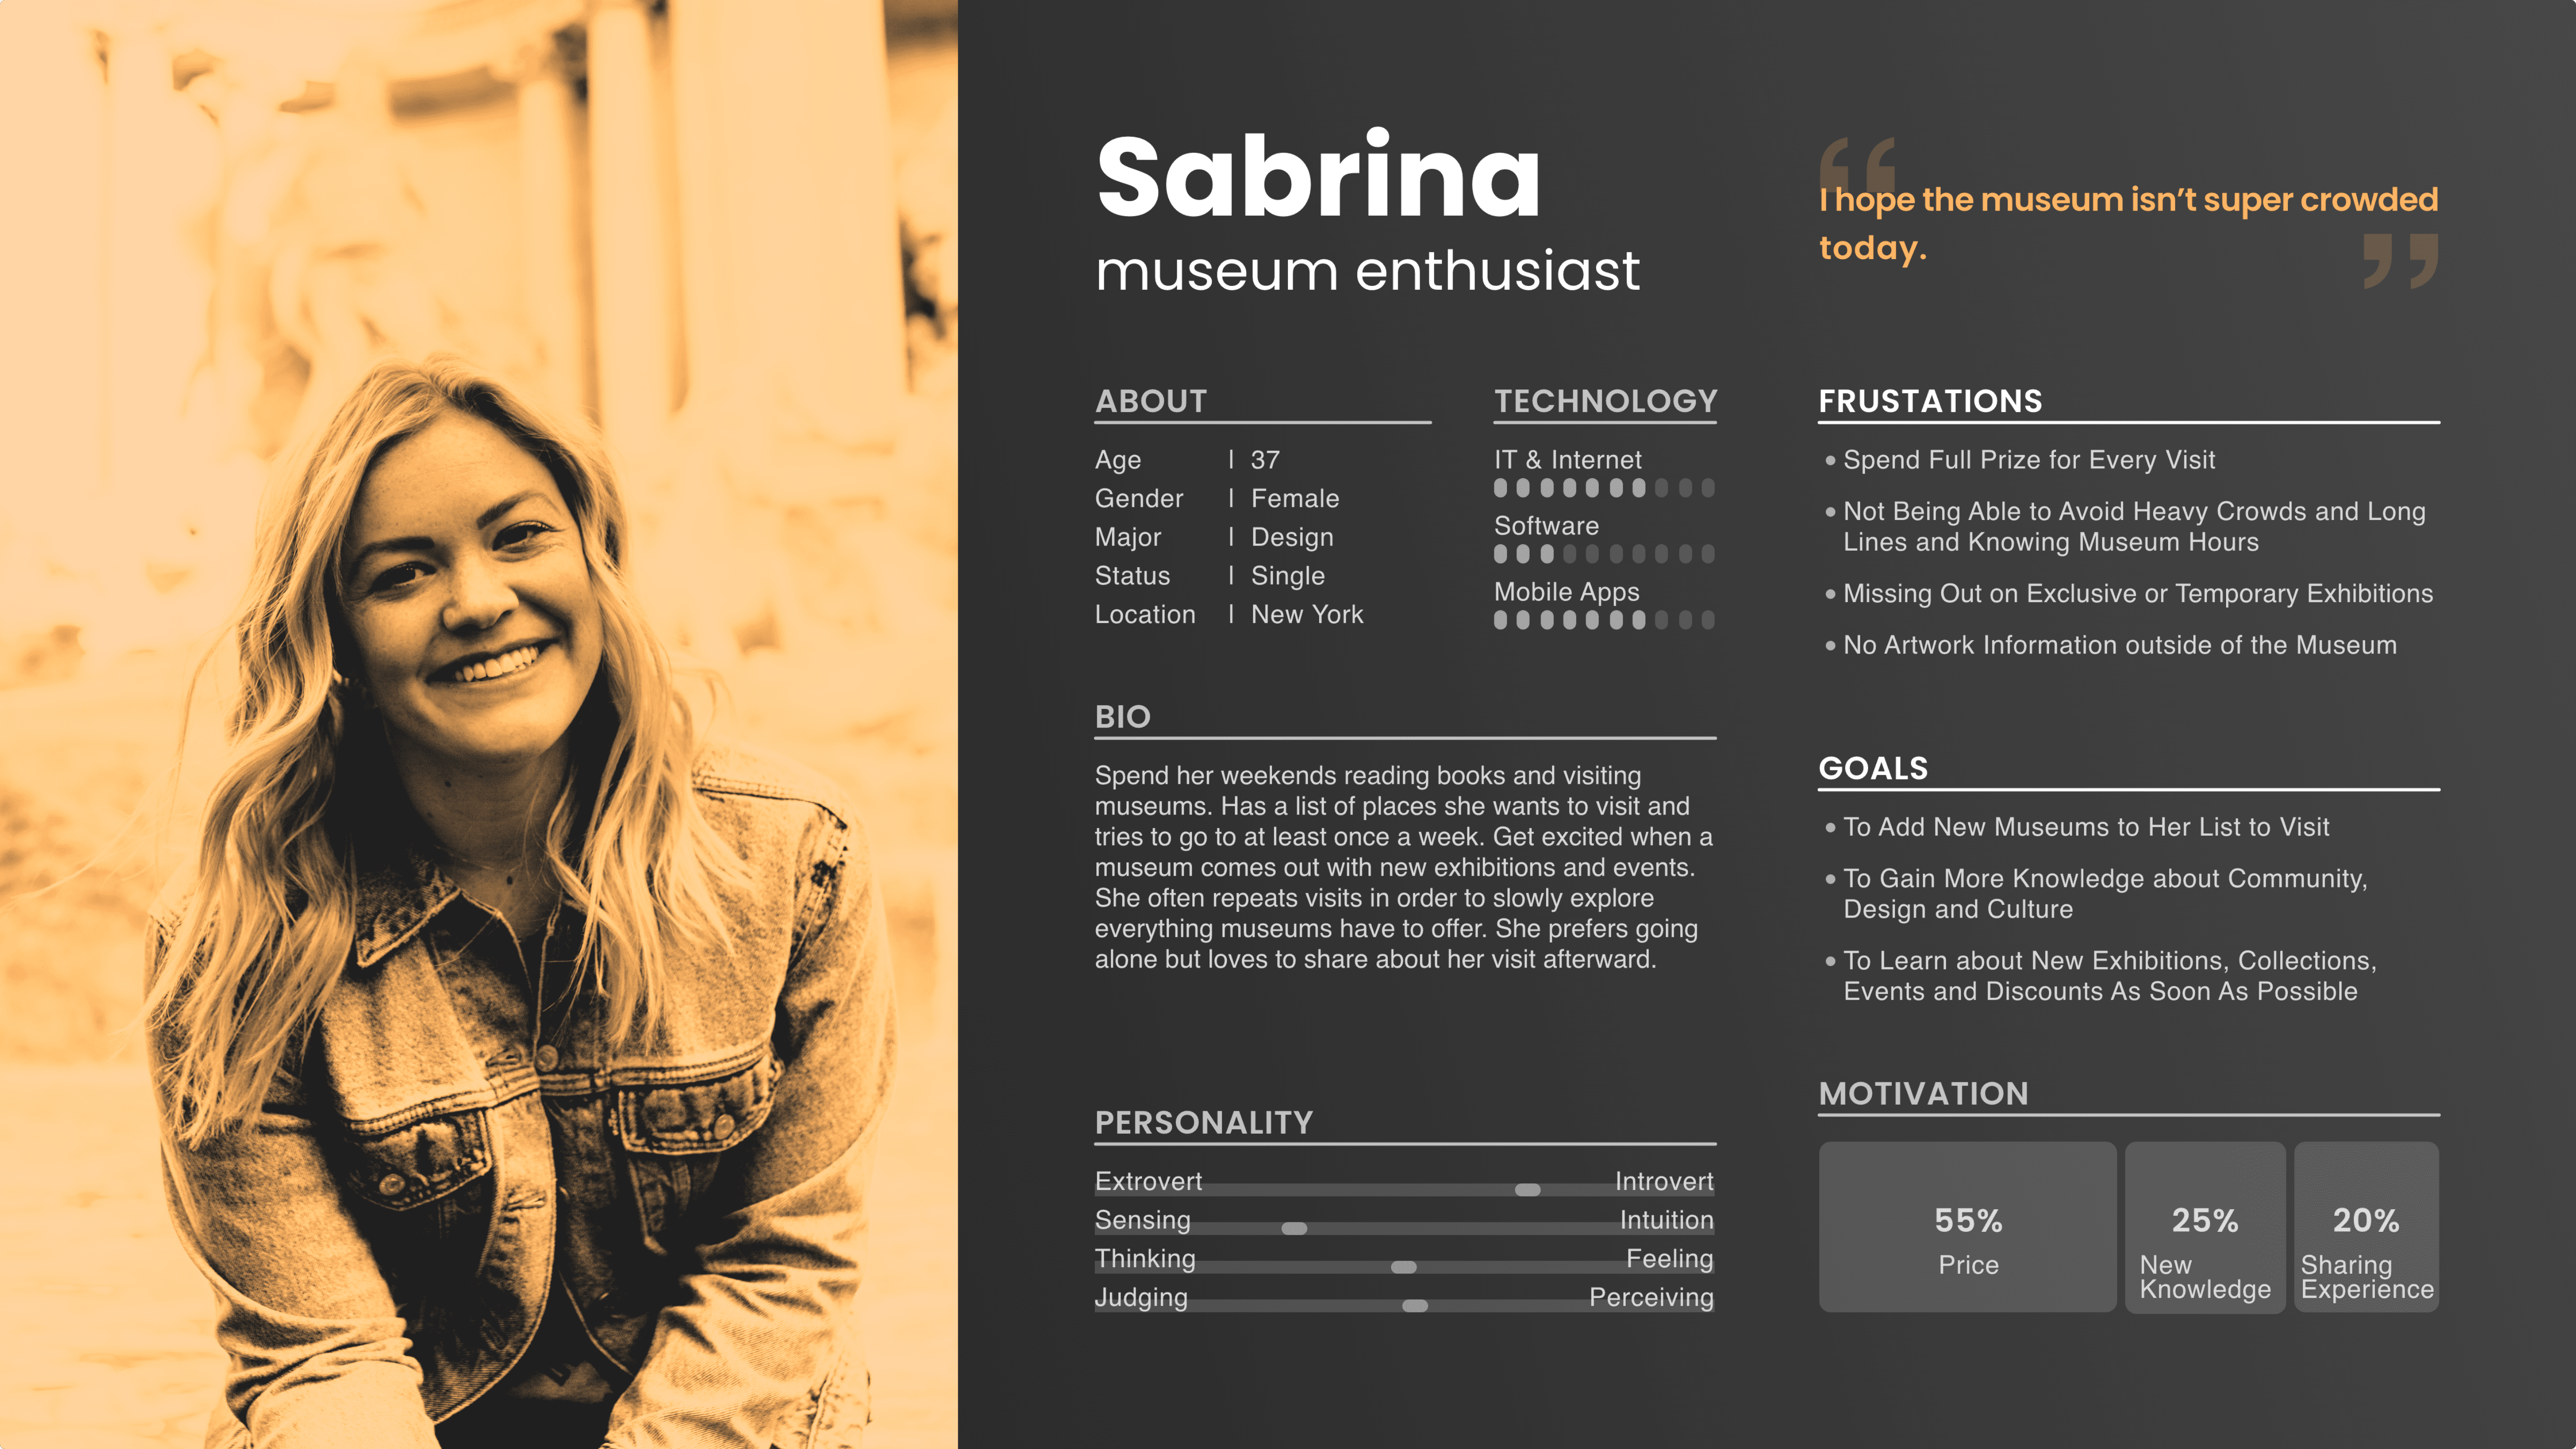 Sabrina
museum enthusiast
I hope the museum isn’t super crowded
today.
ABOUT
Age | 37
Gender | Female
Major | Design
Status | Single
Location | New York
TECHNOLOGY
IT & Internet
Software
Mobile Apps
BIO
Spend her weekends reading books and visiting
museums. Has a list of places she wants to visit and
tries to go to at least once a week. Get excited when a
museum comes out with new exhibitions and events.
She often repeats visits in order to slowly explore
everything museums have to offer. She prefers going
alone but loves to share about her visit afterward.
PERSONALITY
Extrovert Introvert
Sensing Intuition
Thinking Feeling
Judging Perceiving
FRUSTATIONS
• Spend Full Prize for Every Visit
• Not Being Able to Avoid Heavy Crowds and Long
Lines and Knowing Museum Hours
• Missing Out on Exclusive or Temporary Exhibitions
• No Artwork Information outside of the Museum
GOALS
• To Add New Museums to Her List to Visit
• To Gain More Knowledge about Community,
Design and Culture
• To Learn about New Exhibitions, Collections,
Events and Discounts As Soon As Possible
MOTIVATION
55%
Price
25%
New
Knowledge
20%
Sharing
Experience